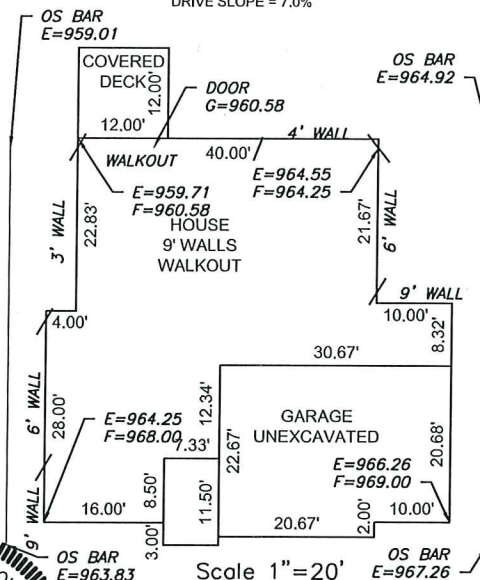 DRIVE SLOPE = 7.0%
OS BAR
E=959.01
COVERED
DECK
12.00'
12.00'
DOOR
G=960.58
OS BAR
E=964.92
WALKOUT
40.00'
4' WALL
E=959.71
F=960.58
E=964.55
F=964.25
3' WALL
22.83'
HOUSE
9' WALLS
WALKOUT
21.67'
6' WALL
4.00'
9' WALL
10.00'
8.32'
30.67'
6' WALL
28.00'
E=964.25
F=968.00
12.34'
7.33'
22.67'
GARAGE
UNEXCAVATED
20.68'
E=966.26
F=969.00
9' WALL
16.00'
8.50'
11.50'
3.00'
20.67'
2.00'
10.00'
OS BAR
E=963.83
Scale 1"=20'
OS BAR
E=967.26